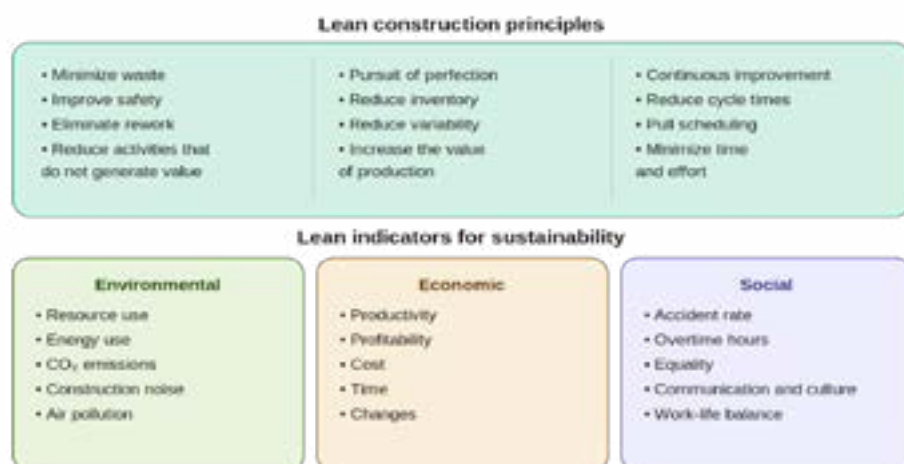 Lean construction principles
• Minimize waste
• Improve safety
• Eliminate rework
• Reduce activities that
do not generate value
• Pursuit of perfection
• Reduce inventory
• Reduce variability
• Increase the value
of production
• Continuous improvement
• Reduce cycle times
• Pull scheduling
• Minimize time
and effort
Lean indicators for sustainability
Environmental
• Resource use
• Energy use
• CO₂ emissions
• Construction noise
• Air pollution
Economic
• Productivity
• Profitability
• Cost
• Time
• Changes
Social
• Accident rate
• Overtime hours
• Equality
• Communication and culture
• Work-life balance